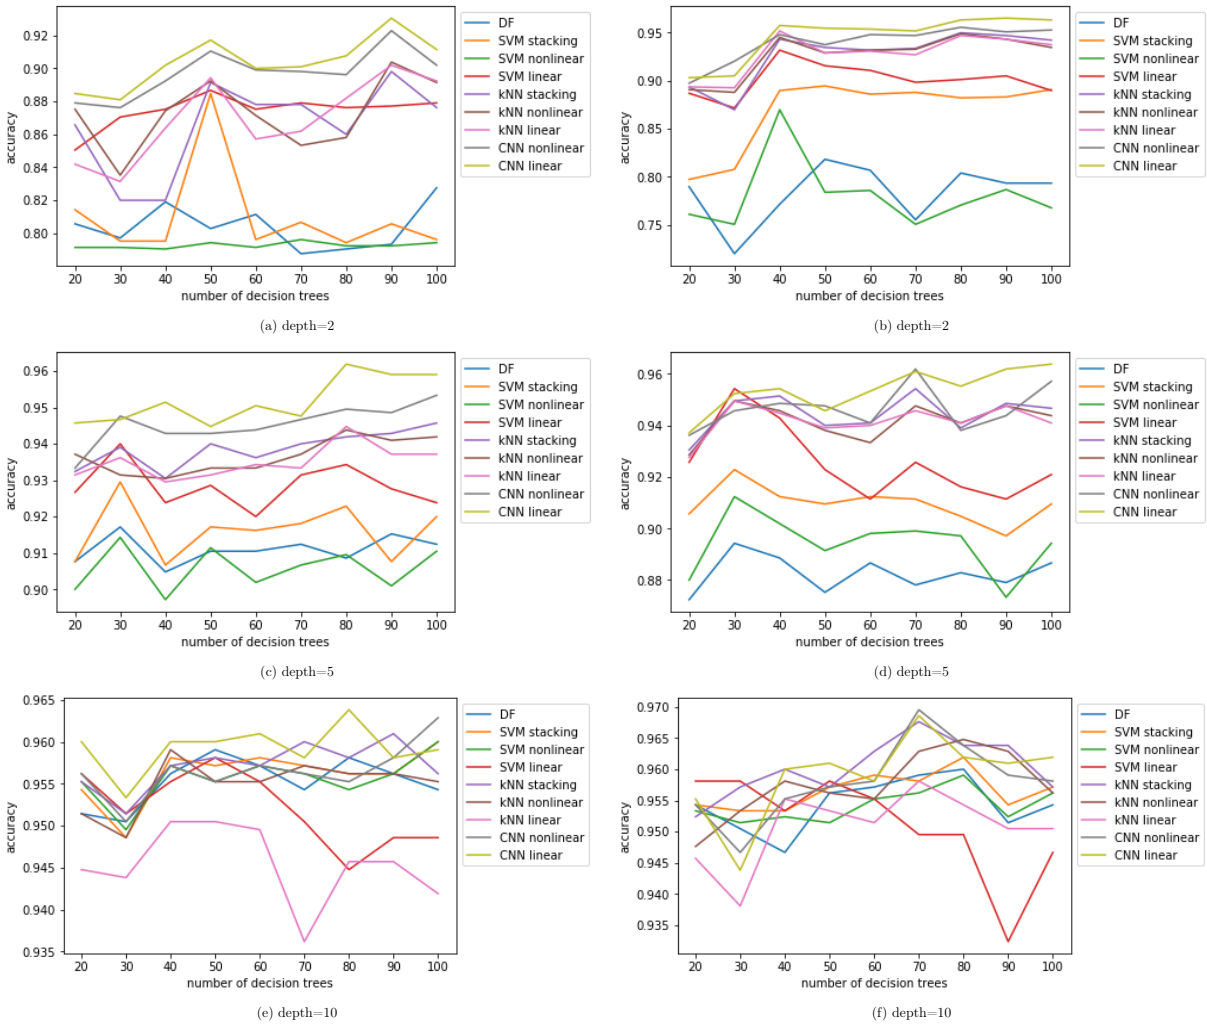 0.92
0.90
0.88
0.86
0.84
0.82
0.80
accuracy
20 30 40 50 60 70 80 90 100
number of decision trees
DF
SVM stacking
SVM nonlinear
SVM linear
kNN stacking
kNN nonlinear
kNN linear
CNN nonlinear
CNN linear
(a) depth=2
0.95
0.90
0.85
0.80
0.75
accuracy
20 30 40 50 60 70 80 90 100
number of decision trees
DF
SVM stacking
SVM nonlinear
SVM linear
kNN stacking
kNN nonlinear
kNN linear
CNN nonlinear
CNN linear
(b) depth=2
0.96
0.95
0.94
0.93
0.92
0.91
0.90
accuracy
20 30 40 50 60 70 80 90 100
number of decision trees
DF
SVM stacking
SVM nonlinear
SVM linear
kNN stacking
kNN nonlinear
kNN linear
CNN nonlinear
CNN linear
(c) depth=5
0.96
0.94
0.92
0.90
0.88
accuracy
20 30 40 50 60 70 80 90 100
number of decision trees
DF
SVM stacking
SVM nonlinear
SVM linear
kNN stacking
kNN nonlinear
kNN linear
CNN nonlinear
CNN linear
(d) depth=5
0.965
0.960
0.955
0.950
0.945
0.940
0.935
accuracy
20 30 40 50 60 70 80 90 100
number of decision trees
DF
SVM stacking
SVM nonlinear
SVM linear
kNN stacking
kNN nonlinear
kNN linear
CNN nonlinear
CNN linear
(e) depth=10
0.970
0.965
0.960
0.955
0.950
0.945
0.940
0.935
accuracy
20 30 40 50 60 70 80 90 100
number of decision trees
DF
SVM stacking
SVM nonlinear
SVM linear
kNN stacking
kNN nonlinear
kNN linear
CNN nonlinear
CNN linear
(f) depth=10